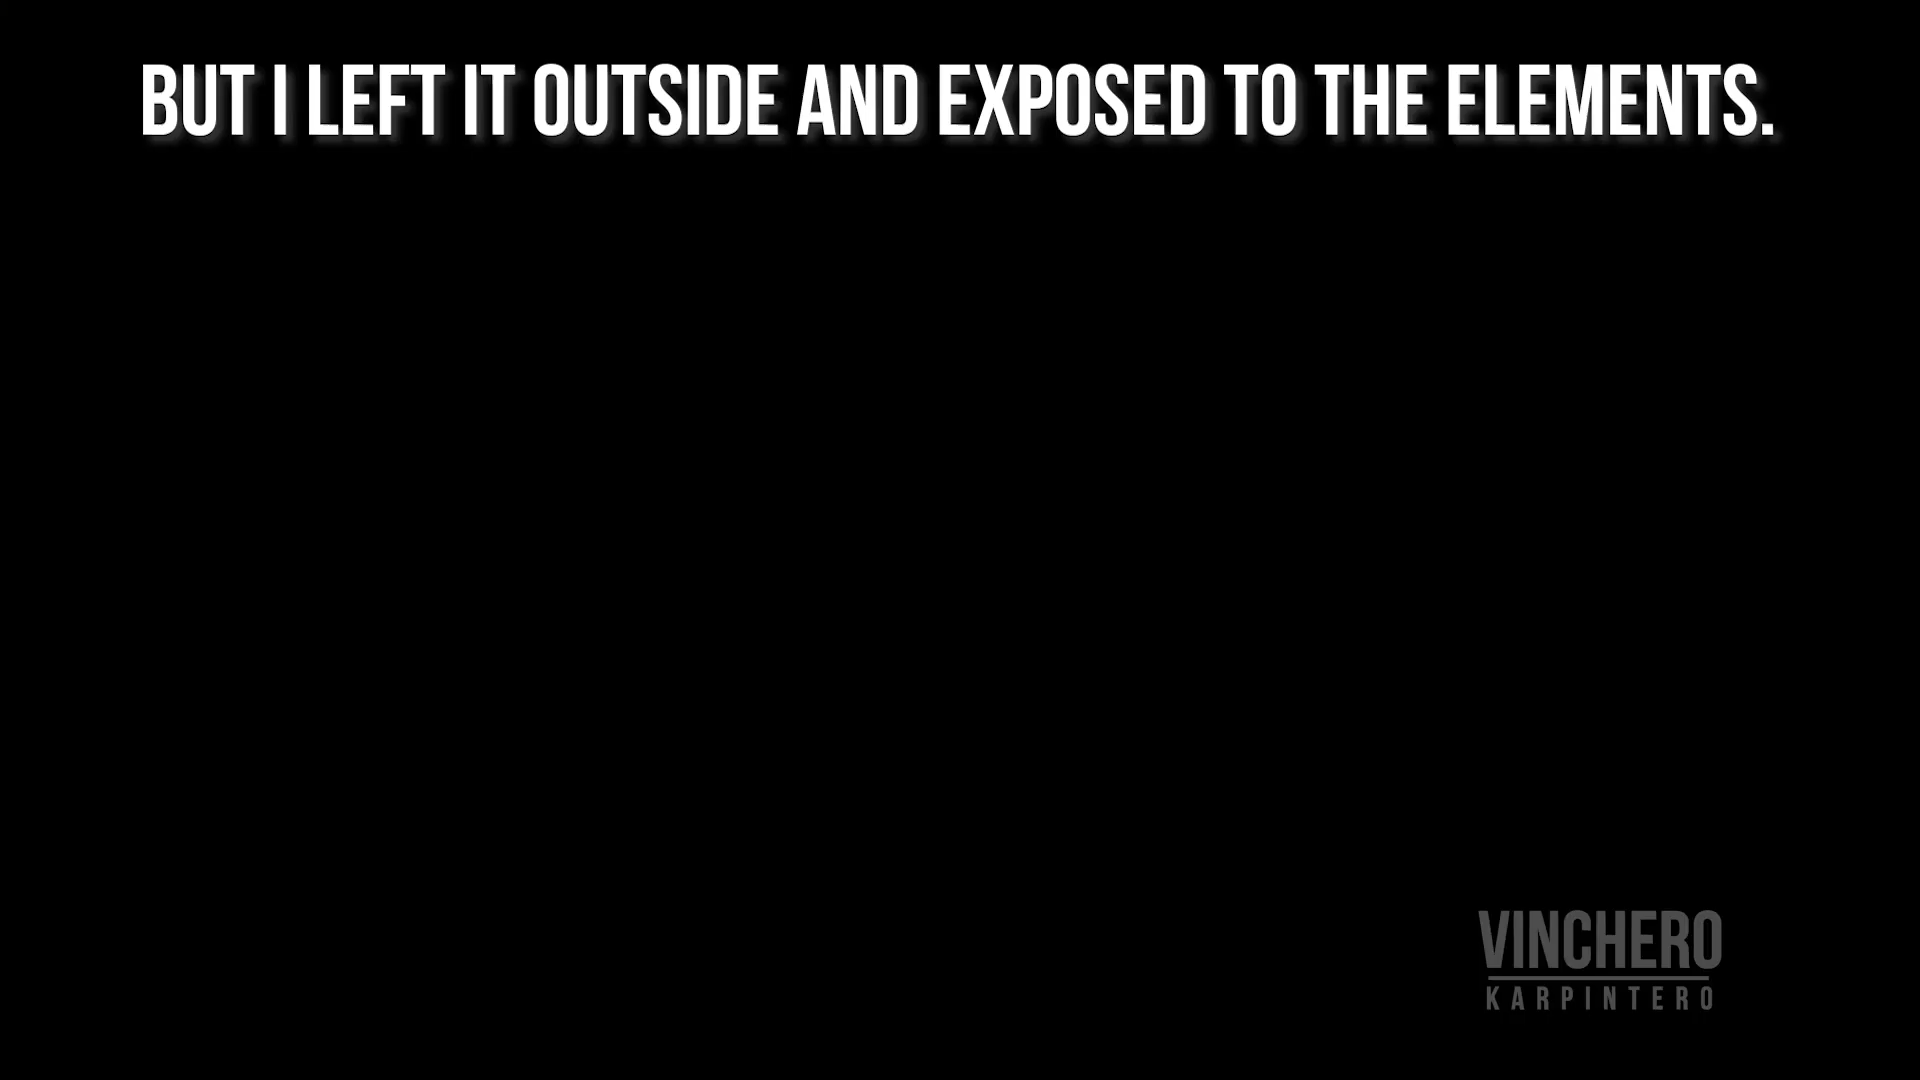 BUT I LEFT IT OUTSIDE AND EXPOSED TO THE ELEMENTS.
VINCHERO
KARPINTERO